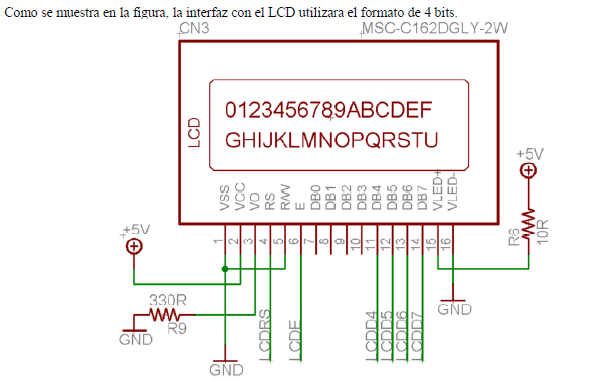 Como se muestra en la figura, la interfaz con el LCD utilizara el formato de 4 bits.
CN3
MSC-C162DGLY-2W
LCD
0123456789ABCDEF
GHIJKLMNOPQRSTU
VSS
VCC
VO
RS
R/W
E
DB0
DB1
DB2
DB3
DB4
DB5
DB6
DB7
VLED+
VLED-
1
2
3
4
5
6
7
8
9
10
11
12
13
14
15
16
+5V
+5V
R6
10R
330R
R9
GND
LCDRS
LCDE
LCDD4
LCDD5
LCDD6
LCDD7
GND
GND